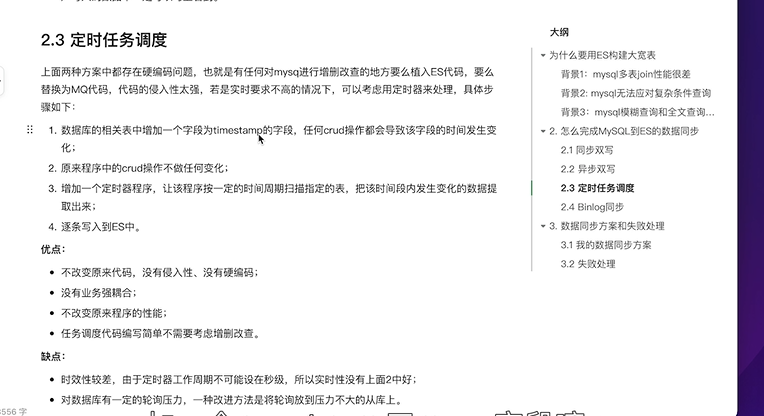 2.3 定时任务调度
上面两种方案中都存在硬编码问题，也就是有任何对mysq进行增删改查的地方要么植入ES代码，要么
替换为MQ代码，代码的侵入性太强，若是实时要求不高的情况下，可以考虑用定时器来处理，具体步
骤如下：
1. 数据库的相关表中增加一个字段为timestamp的字段，任何crud操作都会导致该字段的时间发生变
化；
2. 原来程序中的crud操作不做任何变化；
3. 增加一个定时器程序，让该程序按一定的时间周期扫描指定的表，把该时间段内发生变化的数据提
取出来；
4. 逐条写入到ES中。
优点：
• 不改变原来代码，没有侵入性、没有硬编码；
• 没有业务强耦合；
• 不改变原来程序的性能；
• 任务调度代码编写简单不需要考虑增删改查。
缺点：
• 时效性较差，由于定时器工作周期不可能设在秒级，所以实时性没有上面2中好；
• 对数据库有一定的轮询压力，一种改进方法是将轮询放到压力不大的从库上。
3556 字
大纲
为什么要用ES构建大宽表
背景1：mysql多表join性能很差
背景2: mysql无法应对复杂条件查询
背景3：mysql模糊查询和全文查询...
2. 怎么完成MySQL到ES的数据同步
2.1 同步双写
2.2 异步双写
2.3 定时任务调度
2.4 Binlog同步
3. 数据同步方案和失败处理
3.1 我的数据同步方案
3.2 失败处理